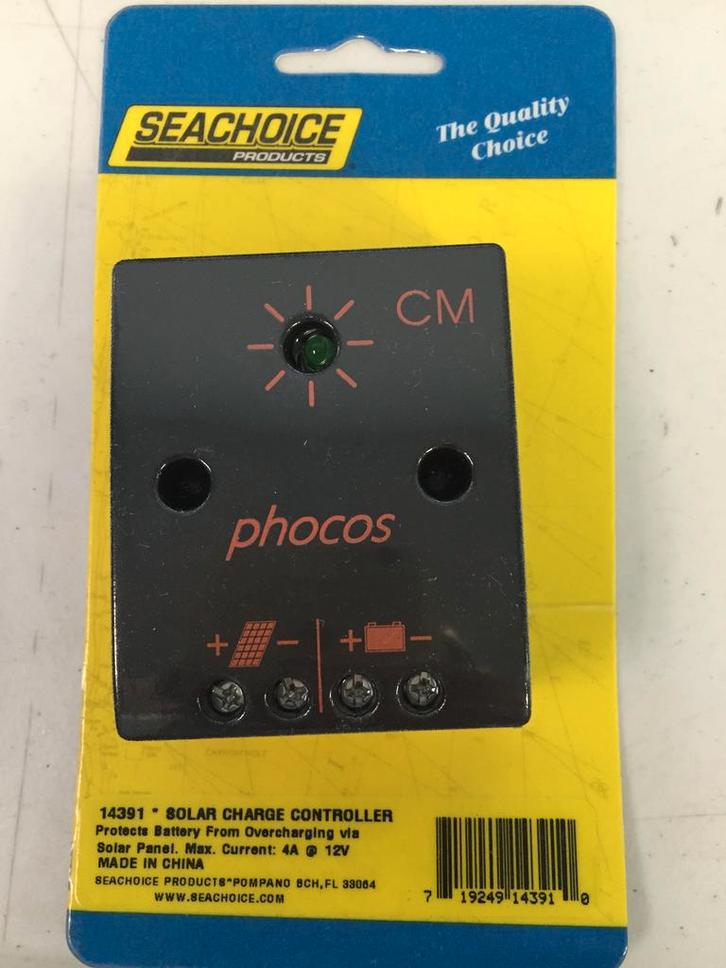 SEACHOICE
PRODUCTS
The Quality
Choice
CM
phocos
+ - + -
14391 * SOLAR CHARGE CONTROLLER
Protects Battery From Overcharging via
Solar Panel. Max. Current: 4A @ 12V
MADE IN CHINA
SEACHOICE PRODUCTS*POMPANO BCH,FL 33064
WWW.SEACHOICE.COM
7 19249 14391 0